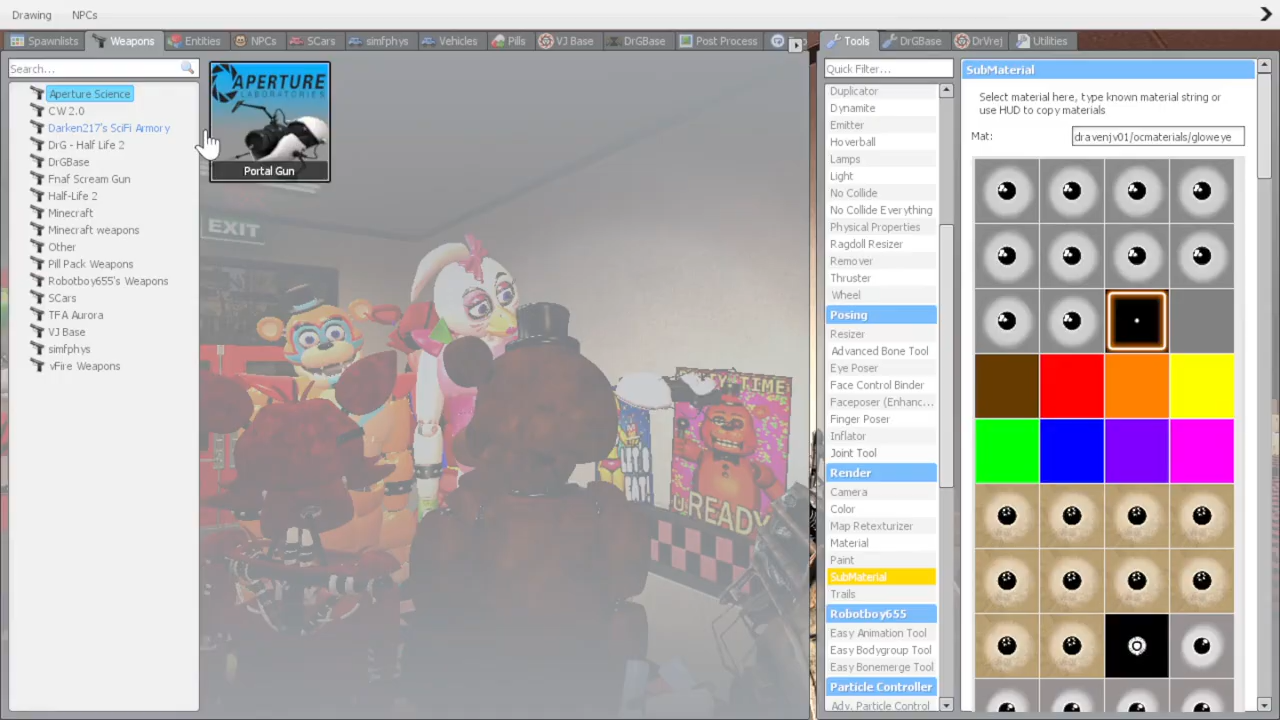 Drawing NPCs
Spawnlists Weapons Entities NPCs SCars simfphys Vehicles Pills VJ Base DrGBase Post Process
Tools DrGBase DrVrej Utilities
Search...
Aperture Science
CW 2.0
Darken217's SciFi Armory
DrG - Half Life 2
DrGBase
Fnaf Scream Gun
Half-Life 2
Minecraft
Minecraft weapons
Other
Pill Pack Weapons
Robotboy655's Weapons
SCars
TFA Aurora
VJ Base
simfphys
vFire Weapons
APERTURE
LABORATORIES
Portal Gun
EXIT
READY
Quick Filter...
Duplicator
Dynamite
Emitter
Hoverball
Lamps
Light
No Collide
No Collide Everything
Physical Properties
Ragdoll Resizer
Remover
Thruster
Wheel
Posing
Resizer
Advanced Bone Tool
Eye Poser
Face Control Binder
Faceposer (Enhanc...
Finger Poser
Inflator
Joint Tool
Render
Camera
Color
Map Retexturizer
Material
Paint
SubMaterial
Trails
Robotboy655
Easy Animation Tool
Easy Bodygroup Tool
Easy Bonemerge Tool
Particle Controller
Adv. Particle Control
SubMaterial
Select material here, type known material string or
use HUD to copy materials
Mat: dravenjv01/ocmaterials/gloweye